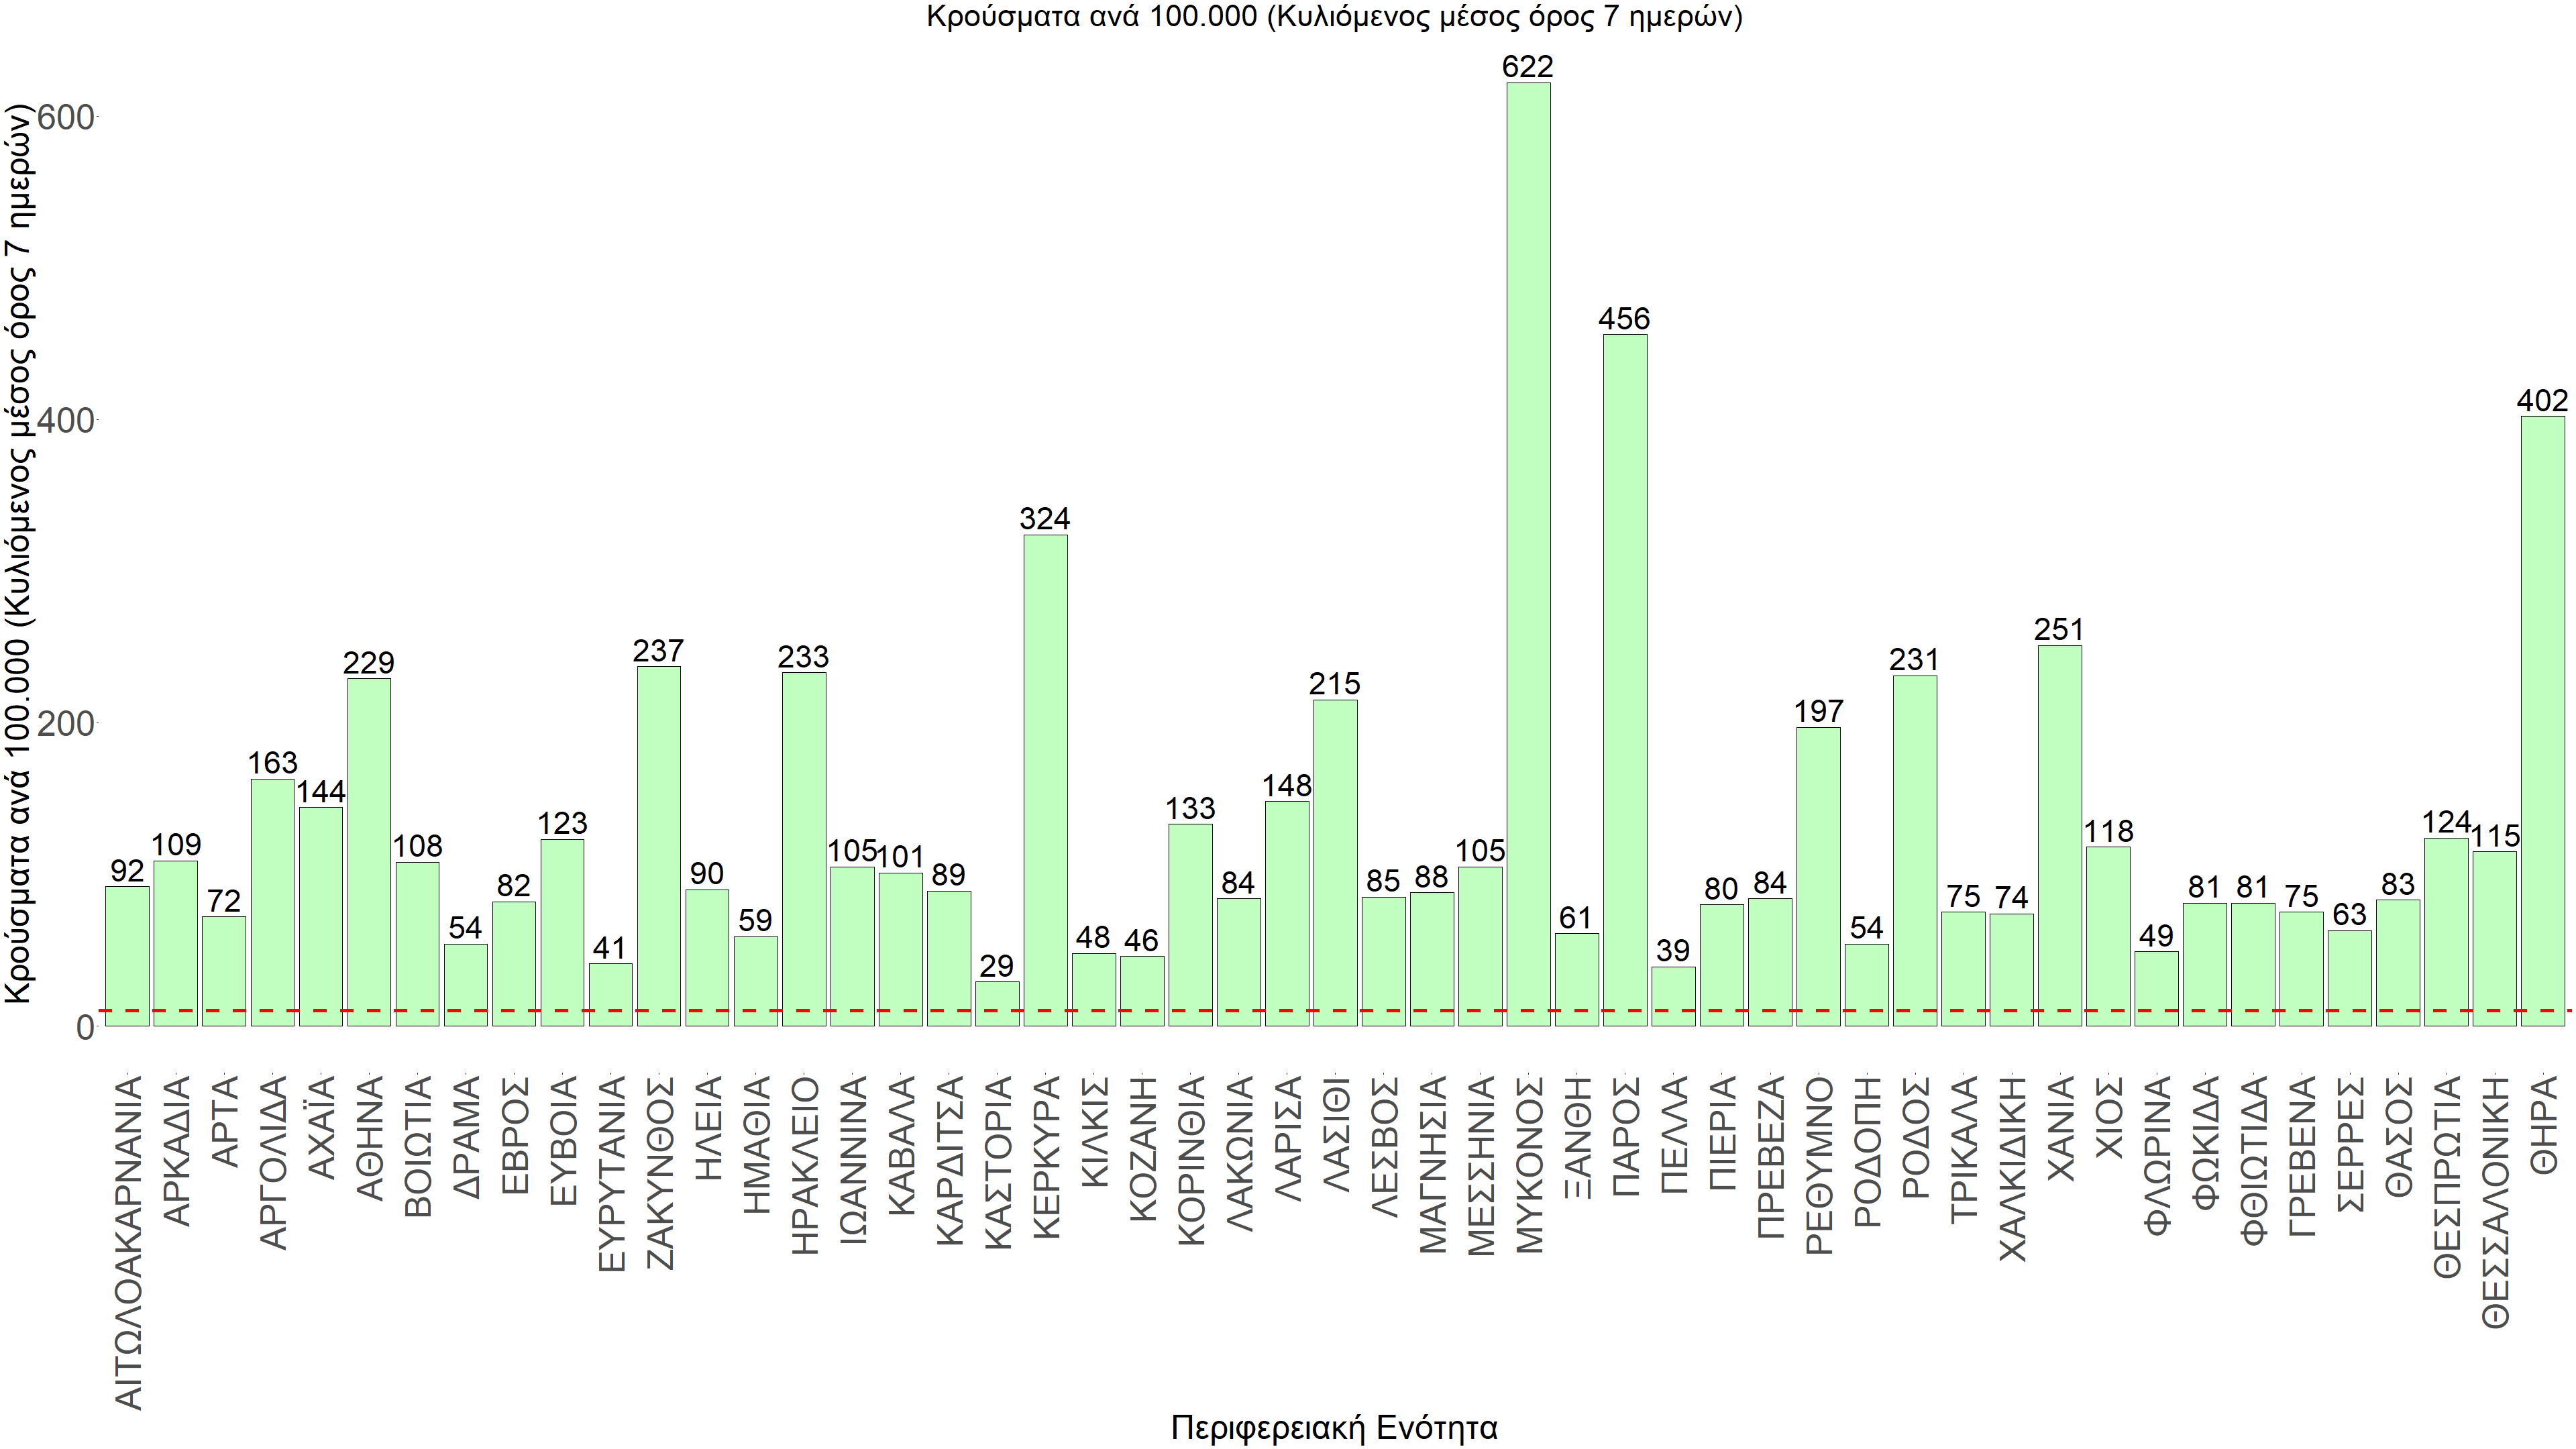 Κρούσματα ανά 100.000 (Κυλιόμενος μέσος όρος 7 ημερών)
Κρούσματα ανά 100.000 (Κυλιόμενος μέσος όρος 7 ημερών)
600
400
200
0
92
109
72
163
144
229
108
54
82
123
41
237
90
59
233
105
101
89
29
324
48
46
133
84
148
215
85
88
105
622
61
456
39
80
84
197
54
231
75
74
251
118
49
81
81
75
63
83
124
115
402
ΑΙΤΩΛΟΑΚΑΡΝΑΝΙΑ
ΑΡΚΑΔΙΑ
ΑΡΤΑ
ΑΡΓΟΛΙΔΑ
ΑΧΑΪΑ
ΑΘΗΝΑ
ΒΟΙΩΤΙΑ
ΔΡΑΜΑ
ΕΒΡΟΣ
ΕΥΒΟΙΑ
ΕΥΡΥΤΑΝΙΑ
ΖΑΚΥΝΘΟΣ
ΗΛΕΙΑ
ΗΜΑΘΙΑ
ΗΡΑΚΛΕΙΟ
ΙΩΑΝΝΙΝΑ
ΚΑΒΑΛΑ
ΚΑΡΔΙΤΣΑ
ΚΑΣΤΟΡΙΑ
ΚΕΡΚΥΡΑ
ΚΙΛΚΙΣ
ΚΟΖΑΝΗ
ΚΟΡΙΝΘΙΑ
ΛΑΚΩΝΙΑ
ΛΑΡΙΣΑ
ΛΑΣΙΘΙ
ΛΕΣΒΟΣ
ΜΑΓΝΗΣΙΑ
ΜΕΣΣΗΝΙΑ
ΜΥΚΟΝΟΣ
ΞΑΝΘΗ
ΠΑΡΟΣ
ΠΕΛΛΑ
ΠΙΕΡΙΑ
ΠΡΕΒΕΖΑ
ΡΕΘΥΜΝΟ
ΡΟΔΟΠΗ
ΡΟΔΟΣ
ΤΡΙΚΑΛΑ
ΧΑΛΚΙΔΙΚΗ
ΧΑΝΙΑ
ΧΙΟΣ
ΦΛΩΡΙΝΑ
ΦΩΚΙΔΑ
ΦΘΙΩΤΙΔΑ
ΓΡΕΒΕΝΑ
ΣΕΡΡΕΣ
ΘΑΣΟΣ
ΘΕΣΠΡΩΤΙΑ
ΘΕΣΣΑΛΟΝΙΚΗ
ΘΗΡΑ
Περιφερειακή Ενότητα